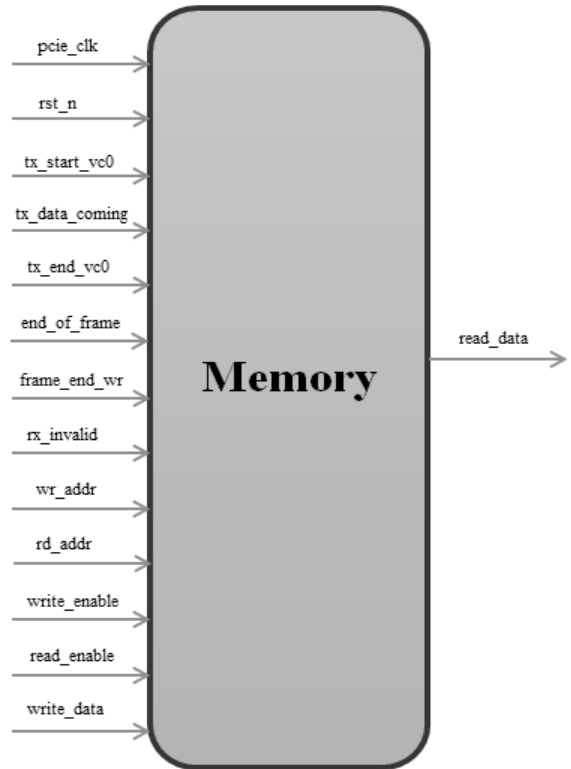 pcie_clk
rst_n
tx_start_vc0
tx_data_coming
tx_end_vc0
end_of_frame
read_data
frame_end_wr
Memory
rx_invalid
wr_addr
rd_addr
write_enable
read_enable
write_data